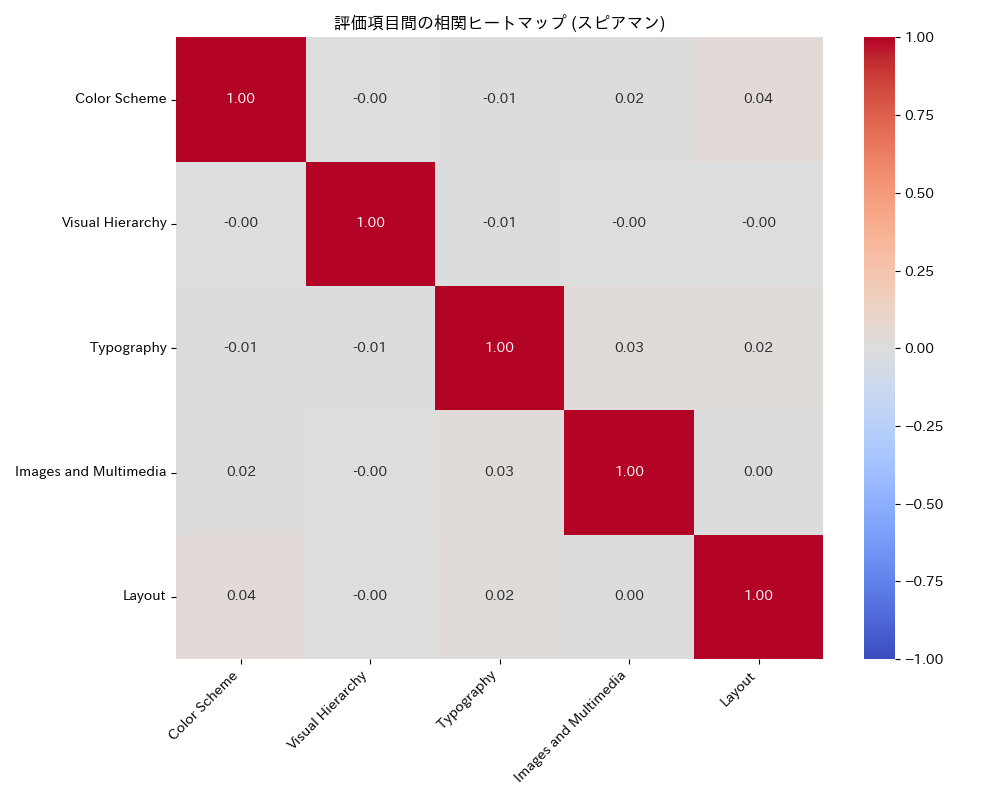 評価項目間の相関ヒートマップ (スピアマン)
Color Scheme 1.00 -0.00 -0.01 0.02 0.04
Visual Hierarchy -0.00 1.00 -0.01 -0.00 -0.00
Typography -0.01 -0.01 1.00 0.03 0.02
Images and Multimedia 0.02 -0.00 0.03 1.00 0.00
Layout 0.04 -0.00 0.02 0.00 1.00
Color Scheme
Visual Hierarchy
Typography
Images and Multimedia
Layout
1.00
0.75
0.50
0.25
0.00
−0.25
−0.50
−0.75
−1.00